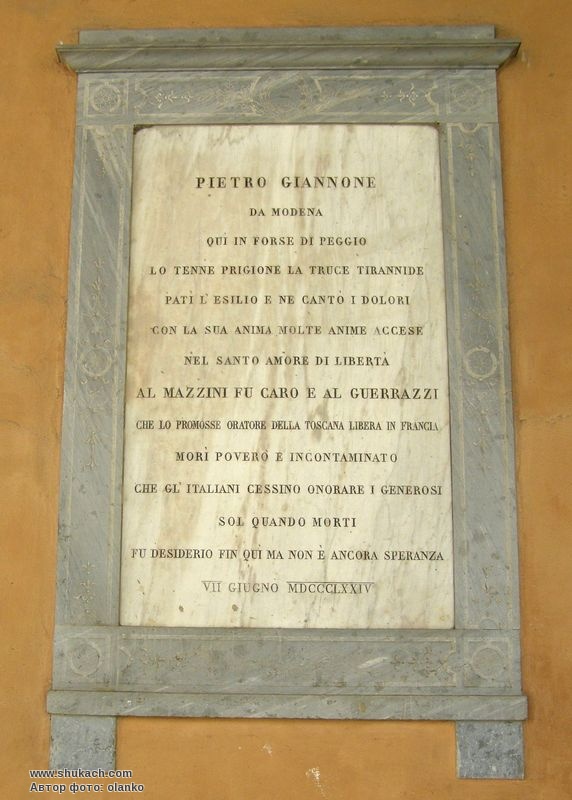 PIETRO GIANNONE
DA MODENA
QUI IN FORSE DI PEGGIO
LO TENNE PRIGIONE LA TRUCE TIRANNIDE
PATÌ L'ESILIO E NE CANTÒ I DOLORI
CON LA SUA ANIMA MOLTE ANIME ACCESE
NEL SANTO AMORE DI LIBERTÀ
AL MAZZINI FU CARO E AL GUERRAZZI
CHE LO PROMOSSE ORATORE DELLA TOSCANA LIBERA IN FRANCIA
MORÌ POVERO E INCONTAMINATO
CHE GL'ITALIANI CESSINO ONORARE I GENEROSI
SOL QUANDO MORTI
FU DESIDERIO FIN QUI MA NON È ANCORA SPERANZA
VII GIUGNO MDCCCLXXIV
www.shukach.com
Автор фото: olanko